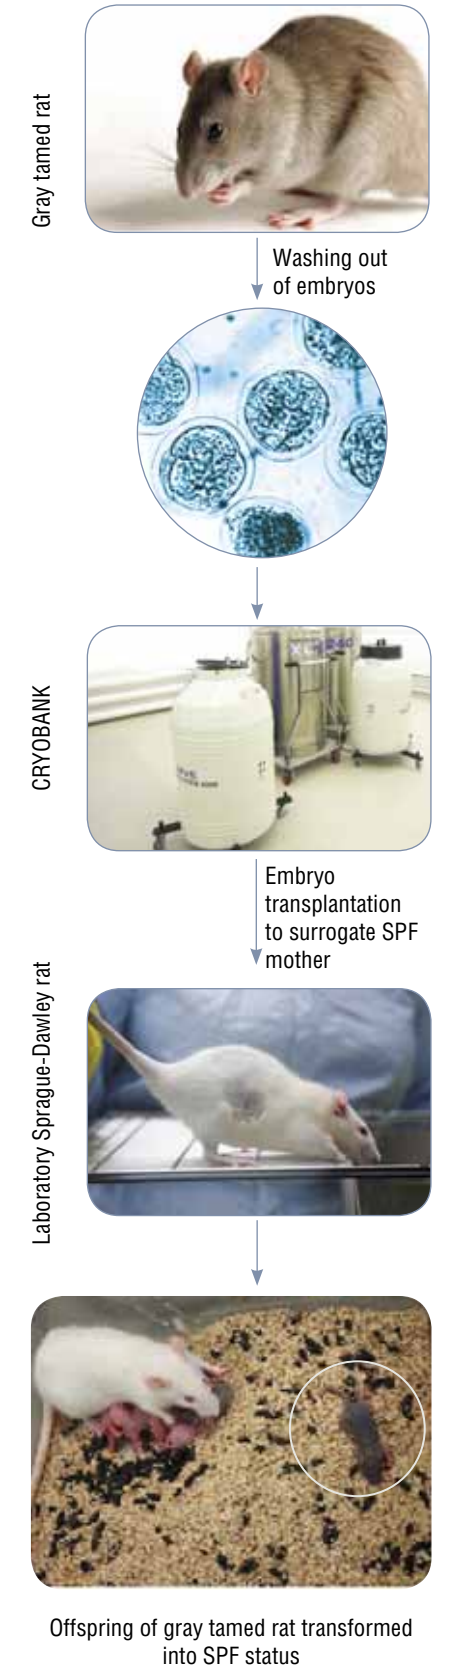 Gray tamed rat
Washing out
of embryos
CRYOBANK
Embryo
transplantation
to surrogate SPF
mother
Laboratory Sprague-Dawley rat
Offspring of gray tamed rat transformed
into SPF status